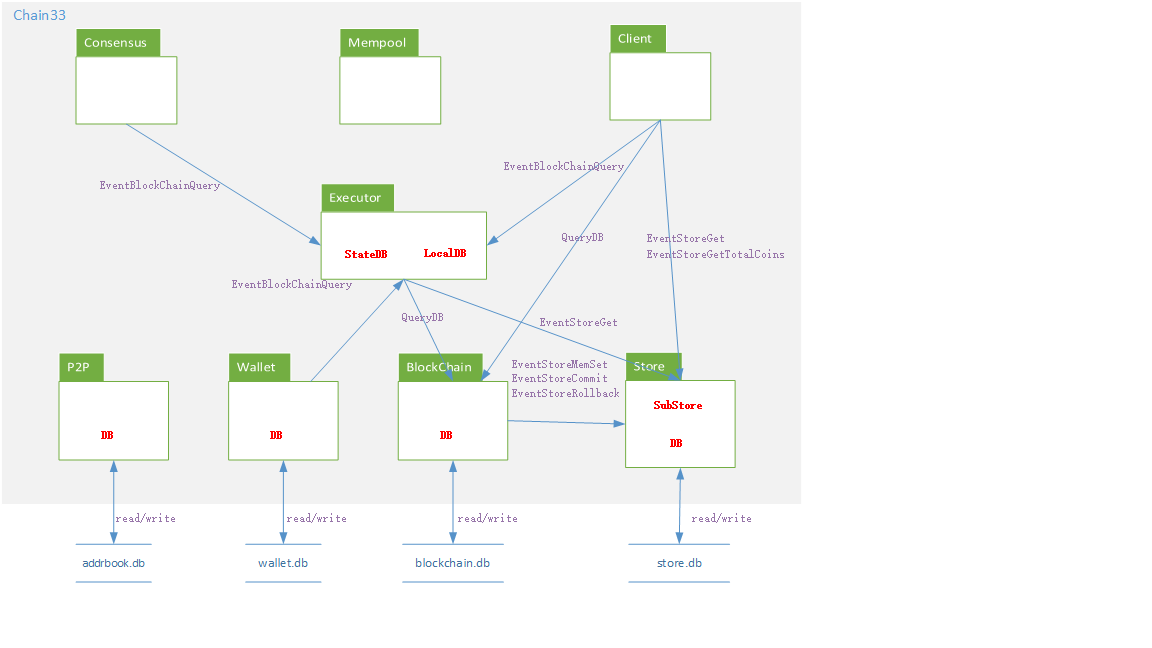 Chain33
Consensus
Mempool
Client
EventBlockChainQuery
EventBlockChainQuery
Executor
StateDB
LocalDB
QueryDB
EventStoreGet
EventStoreGetTotalCoins
EventBlockChainQuery
QueryDB
EventStoreGet
P2P
Wallet
BlockChain
EventStoreMemSet
EventStoreCommit
EventStoreRollback
Store
SubStore
DB
DB
DB
DB
read/write
read/write
read/write
read/write
addrbook.db
wallet.db
blockchain.db
store.db